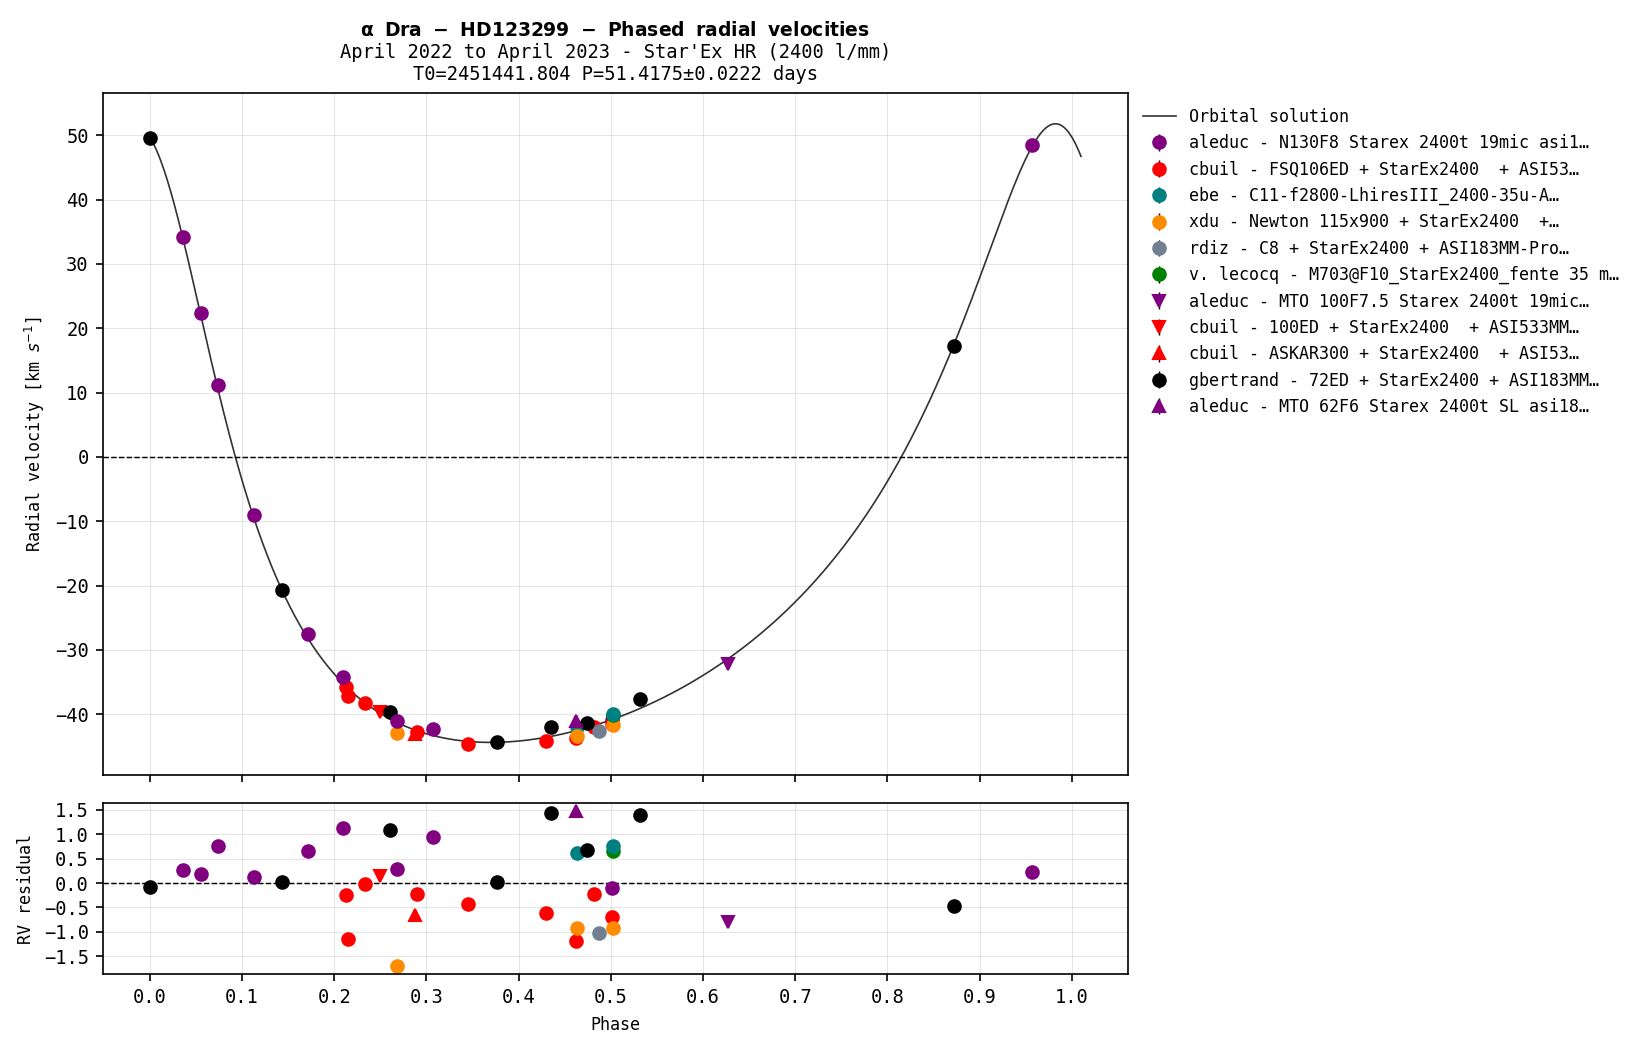 α Dra − HD123299 − Phased radial velocities
April 2022 to April 2023 - Star'Ex HR (2400 l/mm)
T0=2451441.804 P=51.4175±0.0222 days
Radial velocity [km s⁻¹]
50
40
30
20
10
0
−10
−20
−30
−40
Orbital solution
aleduc - N130F8 Starex 2400t 19mic asi1…
cbuil - FSQ106ED + StarEx2400  + ASI53…
ebe - C11-f2800-LhiresIII_2400-35u-A…
xdu - Newton 115x900 + StarEx2400  +…
rdiz - C8 + StarEx2400 + ASI183MM-Pro…
v. lecocq - M703@F10_StarEx2400_fente 35 m…
aleduc - MTO 100F7.5 Starex 2400t 19mic…
cbuil - 100ED + StarEx2400  + ASI533MM…
cbuil - ASKAR300 + StarEx2400  + ASI53…
gbertrand - 72ED + StarEx2400 + ASI183MM…
aleduc - MTO 62F6 Starex 2400t SL asi18…
RV residual
1.5
1.0
0.5
0.0
−0.5
−1.0
−1.5
0.0 0.1 0.2 0.3 0.4 0.5 0.6 0.7 0.8 0.9 1.0
Phase